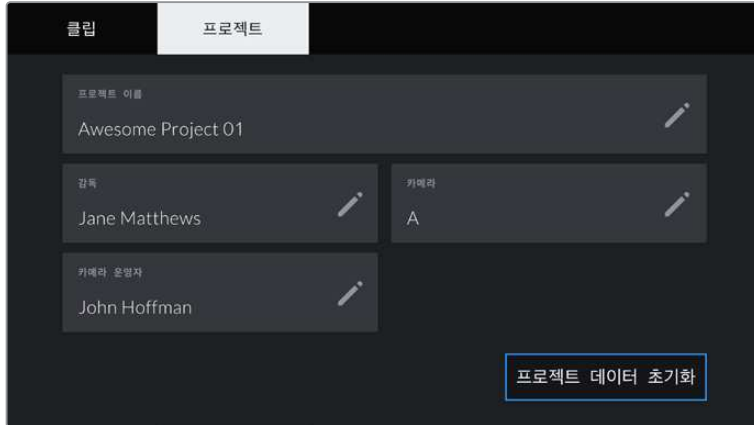 클립
프로젝트
프로젝트 이름
Awesome Project 01
감독
Jane Matthews
카메라
A
카메라 운영자
John Hoffman
프로젝트 데이터 초기화